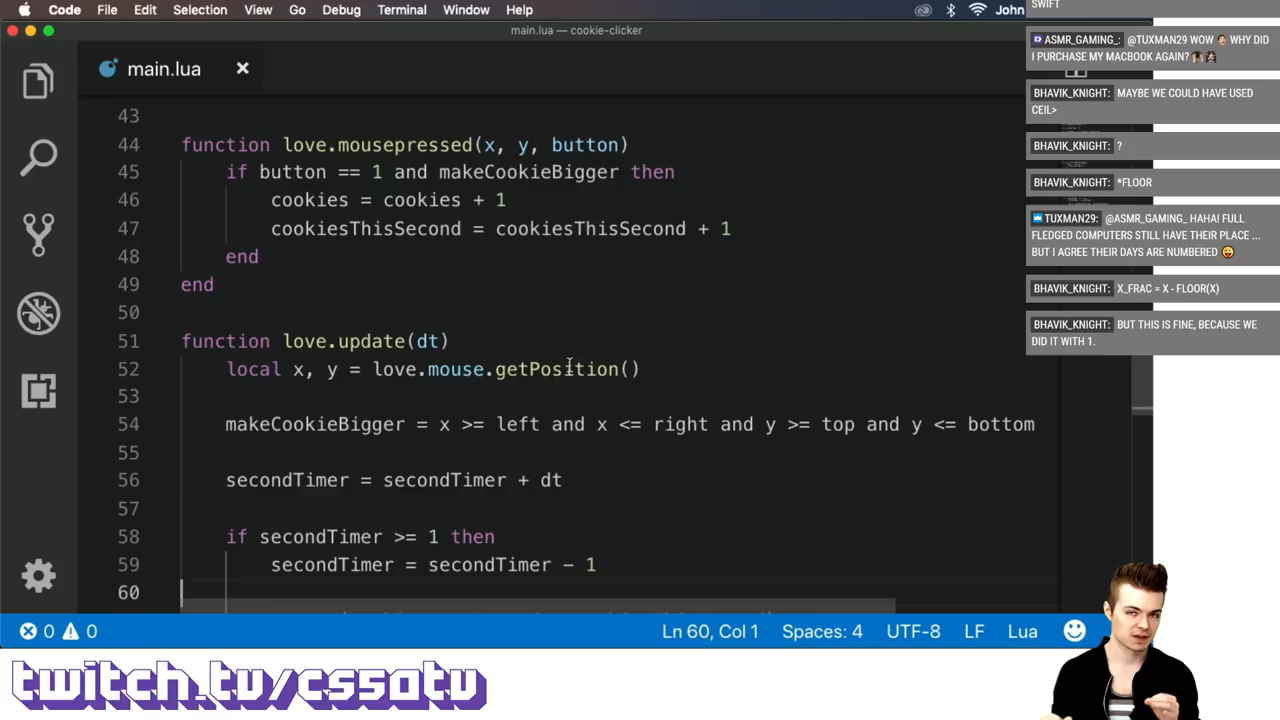 Code File Edit Selection View Go Debug Terminal Window Help John
main.lua — cookie-clicker
main.lua
43
44 function love.mousepressed(x, y, button)
45 if button == 1 and makeCookieBigger then
46 cookies = cookies + 1
47 cookiesThisSecond = cookiesThisSecond + 1
48 end
49 end
50
51 function love.update(dt)
52 local x, y = love.mouse.getPosition()
53
54 makeCookieBigger = x >= left and x <= right and y >= top and y <= bottom
55
56 secondTimer = secondTimer + dt
57
58 if secondTimer >= 1 then
59 secondTimer = secondTimer - 1
60
0 0 Ln 60, Col 1 Spaces: 4 UTF-8 LF Lua
SWIFT
ASMR_GAMING_: @TUXMAN29 WOW WHY DID
I PURCHASE MY MACBOOK AGAIN?
BHAVIK_KNIGHT: MAYBE WE COULD HAVE USED
CEIL>
BHAVIK_KNIGHT: ?
BHAVIK_KNIGHT: *FLOOR
TUXMAN29: @ASMR_GAMING_ HAHA! FULL
FLEDGED COMPUTERS STILL HAVE THEIR PLACE ...
BUT I AGREE THEIR DAYS ARE NUMBERED
BHAVIK_KNIGHT: X_FRAC = X - FLOOR(X)
BHAVIK_KNIGHT: BUT THIS IS FINE, BECAUSE WE
DID IT WITH 1.
twitch.tv/cssatv